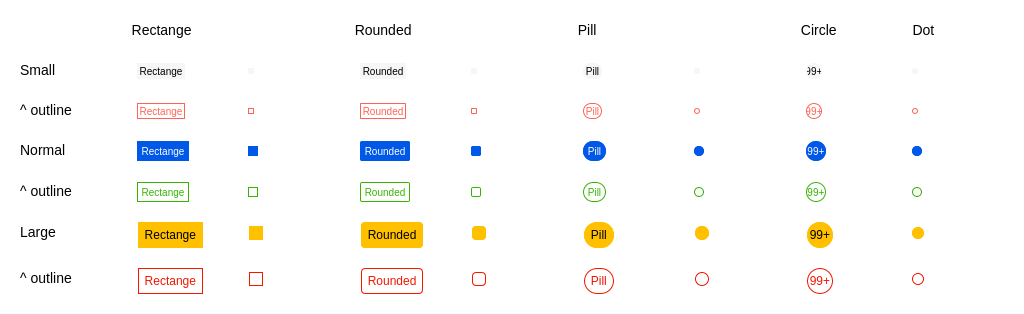 Rectange Rounded Pill Circle Dot
Small Rectange Rounded Pill 99+
^ outline Rectange Rounded Pill 99+
Normal Rectange Rounded Pill 99+
^ outline Rectange Rounded Pill 99+
Large Rectange Rounded Pill 99+
^ outline Rectange Rounded Pill 99+